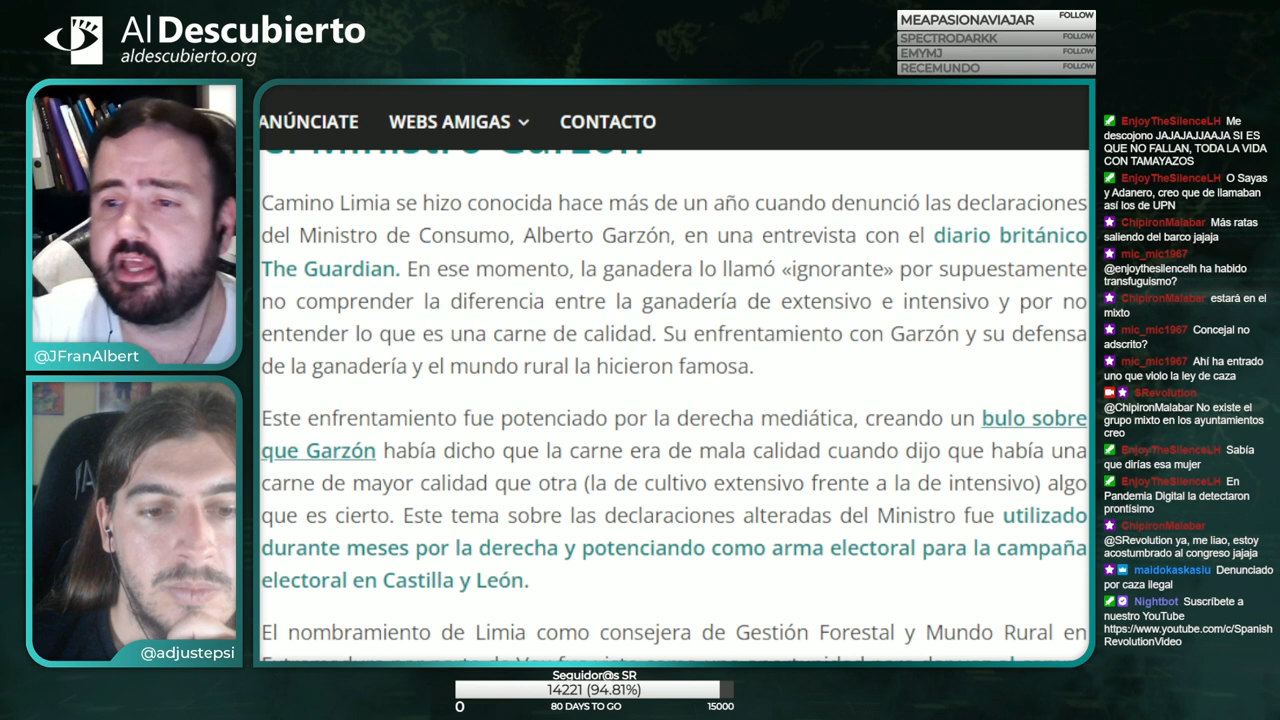 Al Descubierto
aldescubierto.org
MEAPASIONAVIAJAR FOLLOW
SPECTRODARKK FOLLOW
EMYMJ FOLLOW
RECEMUNDO FOLLOW
@JFranAlbert
@adjustepsi
ANÚNCIATE WEBS AMIGAS CONTACTO
el Ministro Garzón
Camino Limia se hizo conocida hace más de un año cuando denunció las declaraciones
del Ministro de Consumo, Alberto Garzón, en una entrevista con el diario británico
The Guardian. En ese momento, la ganadera lo llamó «ignorante» por supuestamente
no comprender la diferencia entre la ganadería de extensivo e intensivo y por no
entender lo que es una carne de calidad. Su enfrentamiento con Garzón y su defensa
de la ganadería y el mundo rural la hicieron famosa.
Este enfrentamiento fue potenciado por la derecha mediática, creando un bulo sobre
que Garzón había dicho que la carne era de mala calidad cuando dijo que había una
carne de mayor calidad que otra (la de cultivo extensivo frente a la de intensivo) algo
que es cierto. Este tema sobre las declaraciones alteradas del Ministro fue utilizado
durante meses por la derecha y potenciando como arma electoral para la campaña
electoral en Castilla y León.
El nombramiento de Limia como consejera de Gestión Forestal y Mundo Rural en
EnjoyTheSilenceLH Me
descojono JAJAJAJJAAJA SI ES
QUE NO FALLAN, TODA LA VIDA
CON TAMAYAZOS
EnjoyTheSilenceLH O Sayas
y Adanero, creo que de llamaban
así los de UPN
ChipironMalabar Más ratas
saliendo del barco jajaja
mic_mic1967
@enjoythesilencelh ha habido
transfuguismo?
ChipironMalabar estará en el
mixto
mic_mic1967 Concejal no
adscrito?
mic_mic1967 Ahí ha entrado
uno que violo la ley de caza
SRevolution
@ChipironMalabar No existe el
grupo mixto en los ayuntamientos
creo
EnjoyTheSilenceLH Sabía
que dirías esa mujer
EnjoyTheSilenceLH En
Pandemia Digital la detectaron
prontísimo
ChipironMalabar
@SRevolution ya, me lio, estoy
acostumbrado al congreso jajaja
maidokaskasiu Denunciado
por caza ilegal
Nightbot Suscríbete a
nuestro YouTube
https://www.youtube.com/c/Spanish
RevolutionVideo
Seguidor@s SR
14221 (94.81%)
0 80 DAYS TO GO 15000